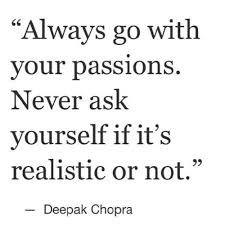 “Always go with
your passions.
Never ask
yourself if it’s
realistic or not.”
— Deepak Chopra